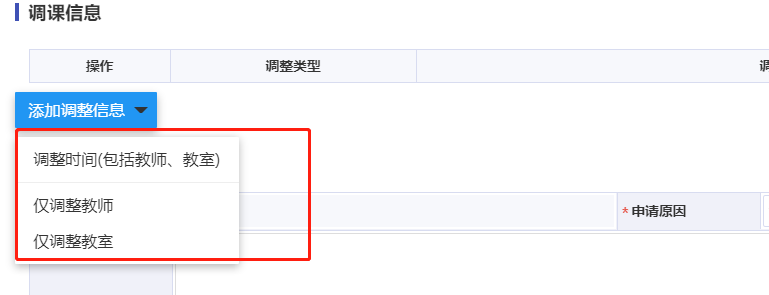 调课信息
操作 调整类型
添加调整信息
调整时间(包括教师、教室)
仅调整教师
*申请原因
仅调整教室